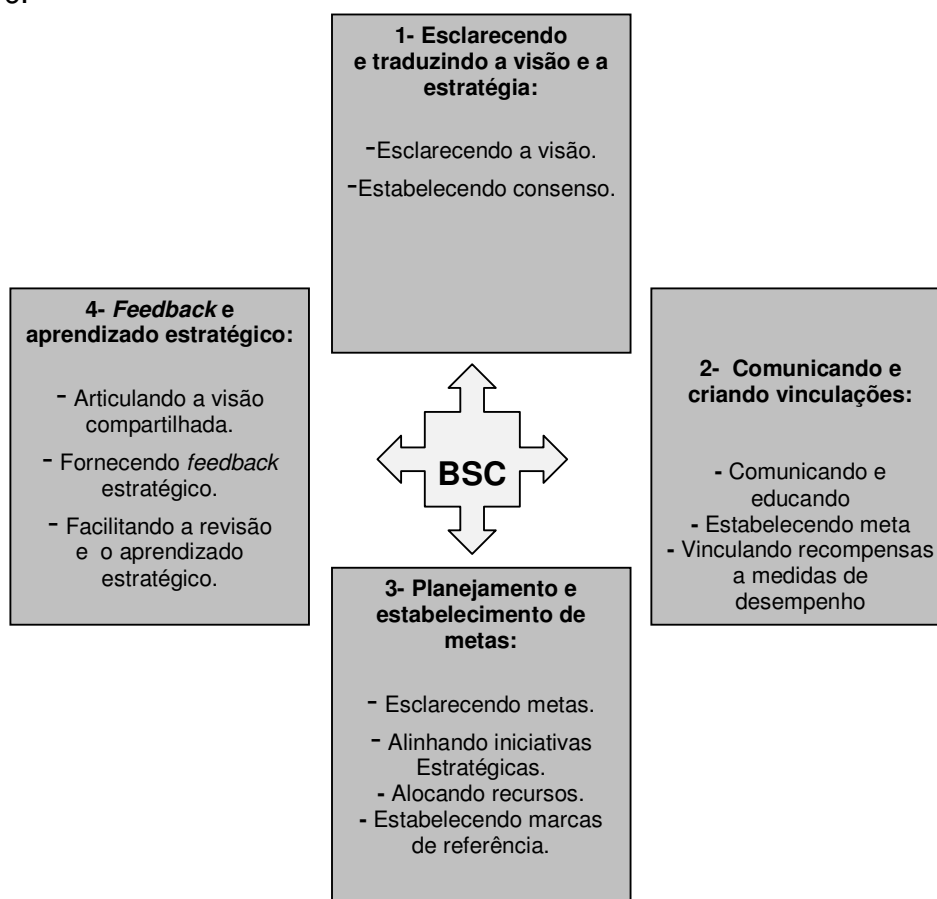 1- Esclarecendo
e traduzindo a visão e a
estratégia:
-Esclarecendo a visão.
-Estabelecendo consenso.
4- Feedback e
aprendizado estratégico:
- Articulando a visão
compartilhada.
- Fornecendo feedback
estratégico.
- Facilitando a revisão
e o aprendizado
estratégico.
BSC
2- Comunicando e
criando vinculações:
- Comunicando e
educando
- Estabelecendo meta
- Vinculando recompensas
a medidas de
desempenho
3- Planejamento e
estabelecimento de
metas:
- Esclarecendo metas.
- Alinhando iniciativas
Estratégicas.
- Alocando recursos.
- Estabelecendo marcas
de referência.